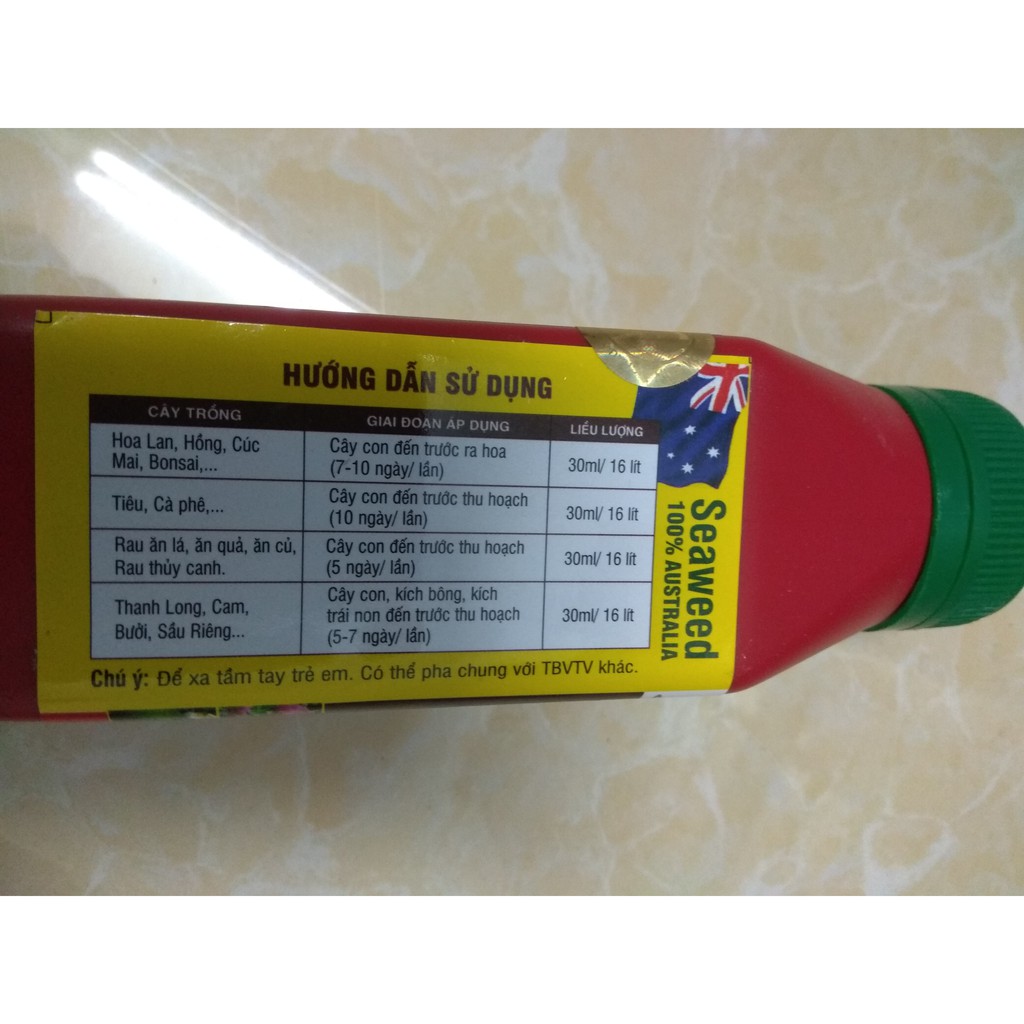 HƯỚNG DẪN SỬ DỤNG
CÂY TRỒNG GIAI ĐOẠN ÁP DỤNG LIỀU LƯỢNG
Hoa Lan, Hồng, Cúc
Mai, Bonsai,...
Cây con đến trước ra hoa
(7-10 ngày/ lần)
30ml/ 16 lít
Tiêu, Cà phê,...
Cây con đến trước thu hoạch
(10 ngày/ lần)
30ml/ 16 lít
Rau ăn lá, ăn quả, ăn củ,
Rau thủy canh.
Cây con đến trước thu hoạch
(5 ngày/ lần)
30ml/ 16 lít
Thanh Long, Cam,
Bưởi, Sầu Riêng...
Cây con, kích bông, kích
trái non đến trước thu hoạch
(5-7 ngày/ lần)
30ml/ 16 lít
Chú ý: Để xa tầm tay trẻ em. Có thể pha chung với TBVTV khác.
Seaweed
100% AUSTRALIA